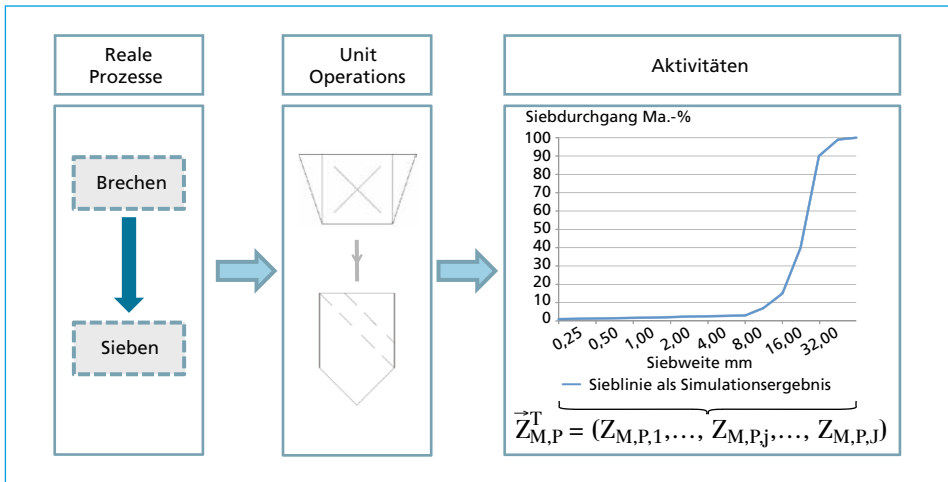 Reale
Prozesse
Unit
Operations
Aktivitäten
Brechen
Sieben
Siebdurchgang Ma.-%
100
90
80
70
60
50
40
30
20
10
0
0,25 0,50 1,00 2,00 4,00 8,00 16,00 32,00
Siebweite mm
Sieblinie als Simulationsergebnis
Z⃗ᵀM,P = (ZM,P,1,…, ZM,P,j,…, ZM,P,J)